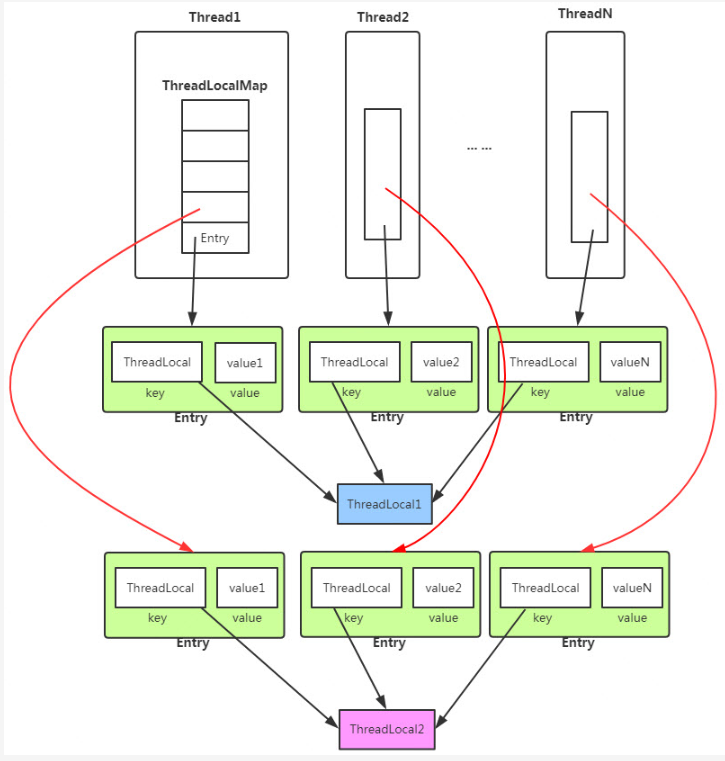 Thread1
Thread2
ThreadN
ThreadLocalMap
... ...
Entry
ThreadLocal
value1
ThreadLocal
value2
ThreadLocal
valueN
key
value
key
value
key
value
Entry
Entry
Entry
ThreadLocal1
ThreadLocal
value1
ThreadLocal
value2
ThreadLocal
valueN
key
value
key
value
key
value
Entry
Entry
Entry
ThreadLocal2